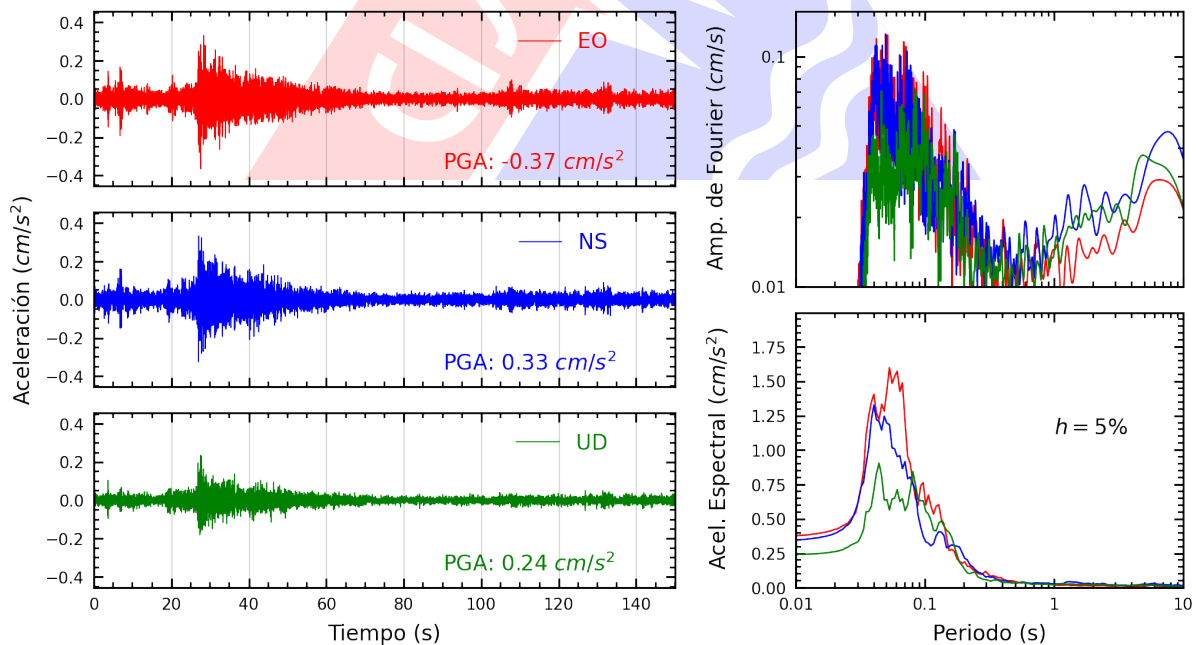 Aceleración (cm/s²)
0.4
0.2
0.0
−0.2
−0.4
EO
PGA: -0.37 cm/s²
0.4
0.2
0.0
−0.2
−0.4
NS
PGA: 0.33 cm/s²
0.4
0.2
0.0
−0.2
−0.4
UD
PGA: 0.24 cm/s²
0 20 40 60 80 100 120 140
Tiempo (s)
Amp. de Fourier (cm/s)
0.1
0.01
Acel. Espectral (cm/s²)
1.75
1.50
1.25
1.00
0.75
0.50
0.25
0.00
h = 5%
0.01 0.1 1 10
Periodo (s)